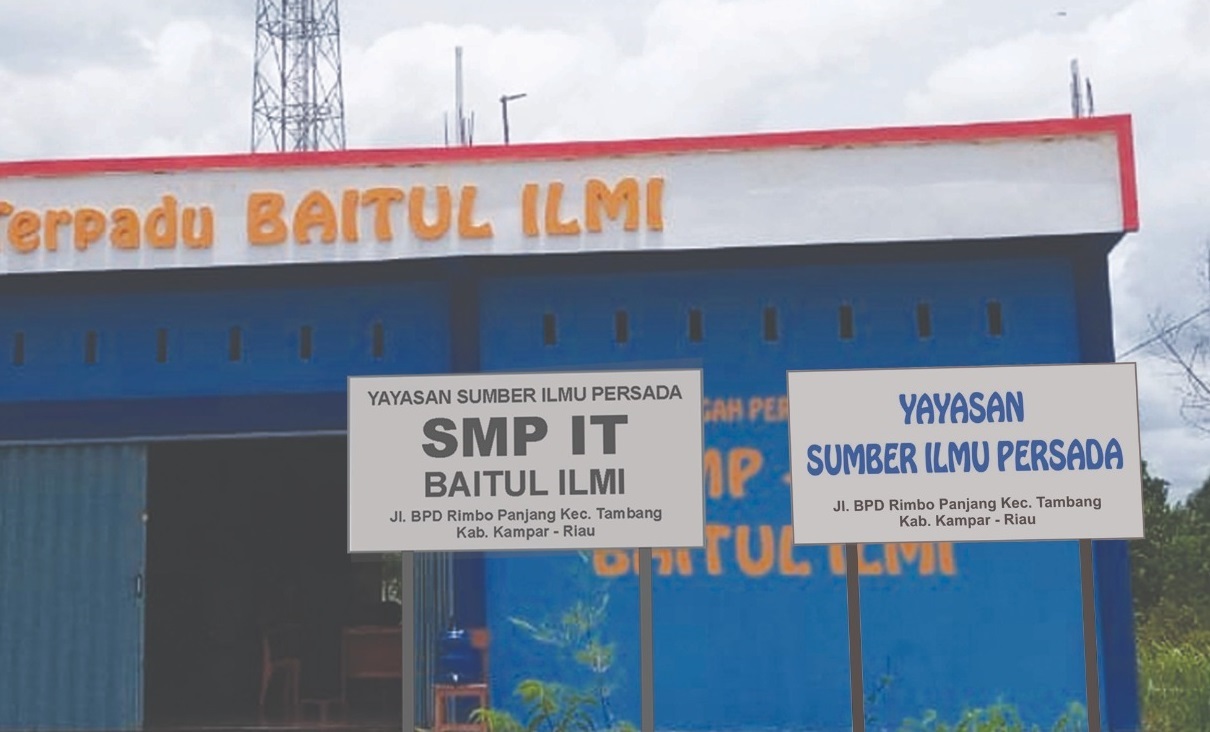 Terpadu BAITUL ILMI
YAYASAN SUMBER ILMU PERSADA
SMP IT
BAITUL ILMI
Jl. BPD Rimbo Panjang Kec. Tambang
Kab. Kampar - Riau
YAYASAN
SUMBER ILMU PERSADA
Jl. BPD Rimbo Panjang Kec. Tambang
Kab. Kampar - Riau
BAITUL ILMI